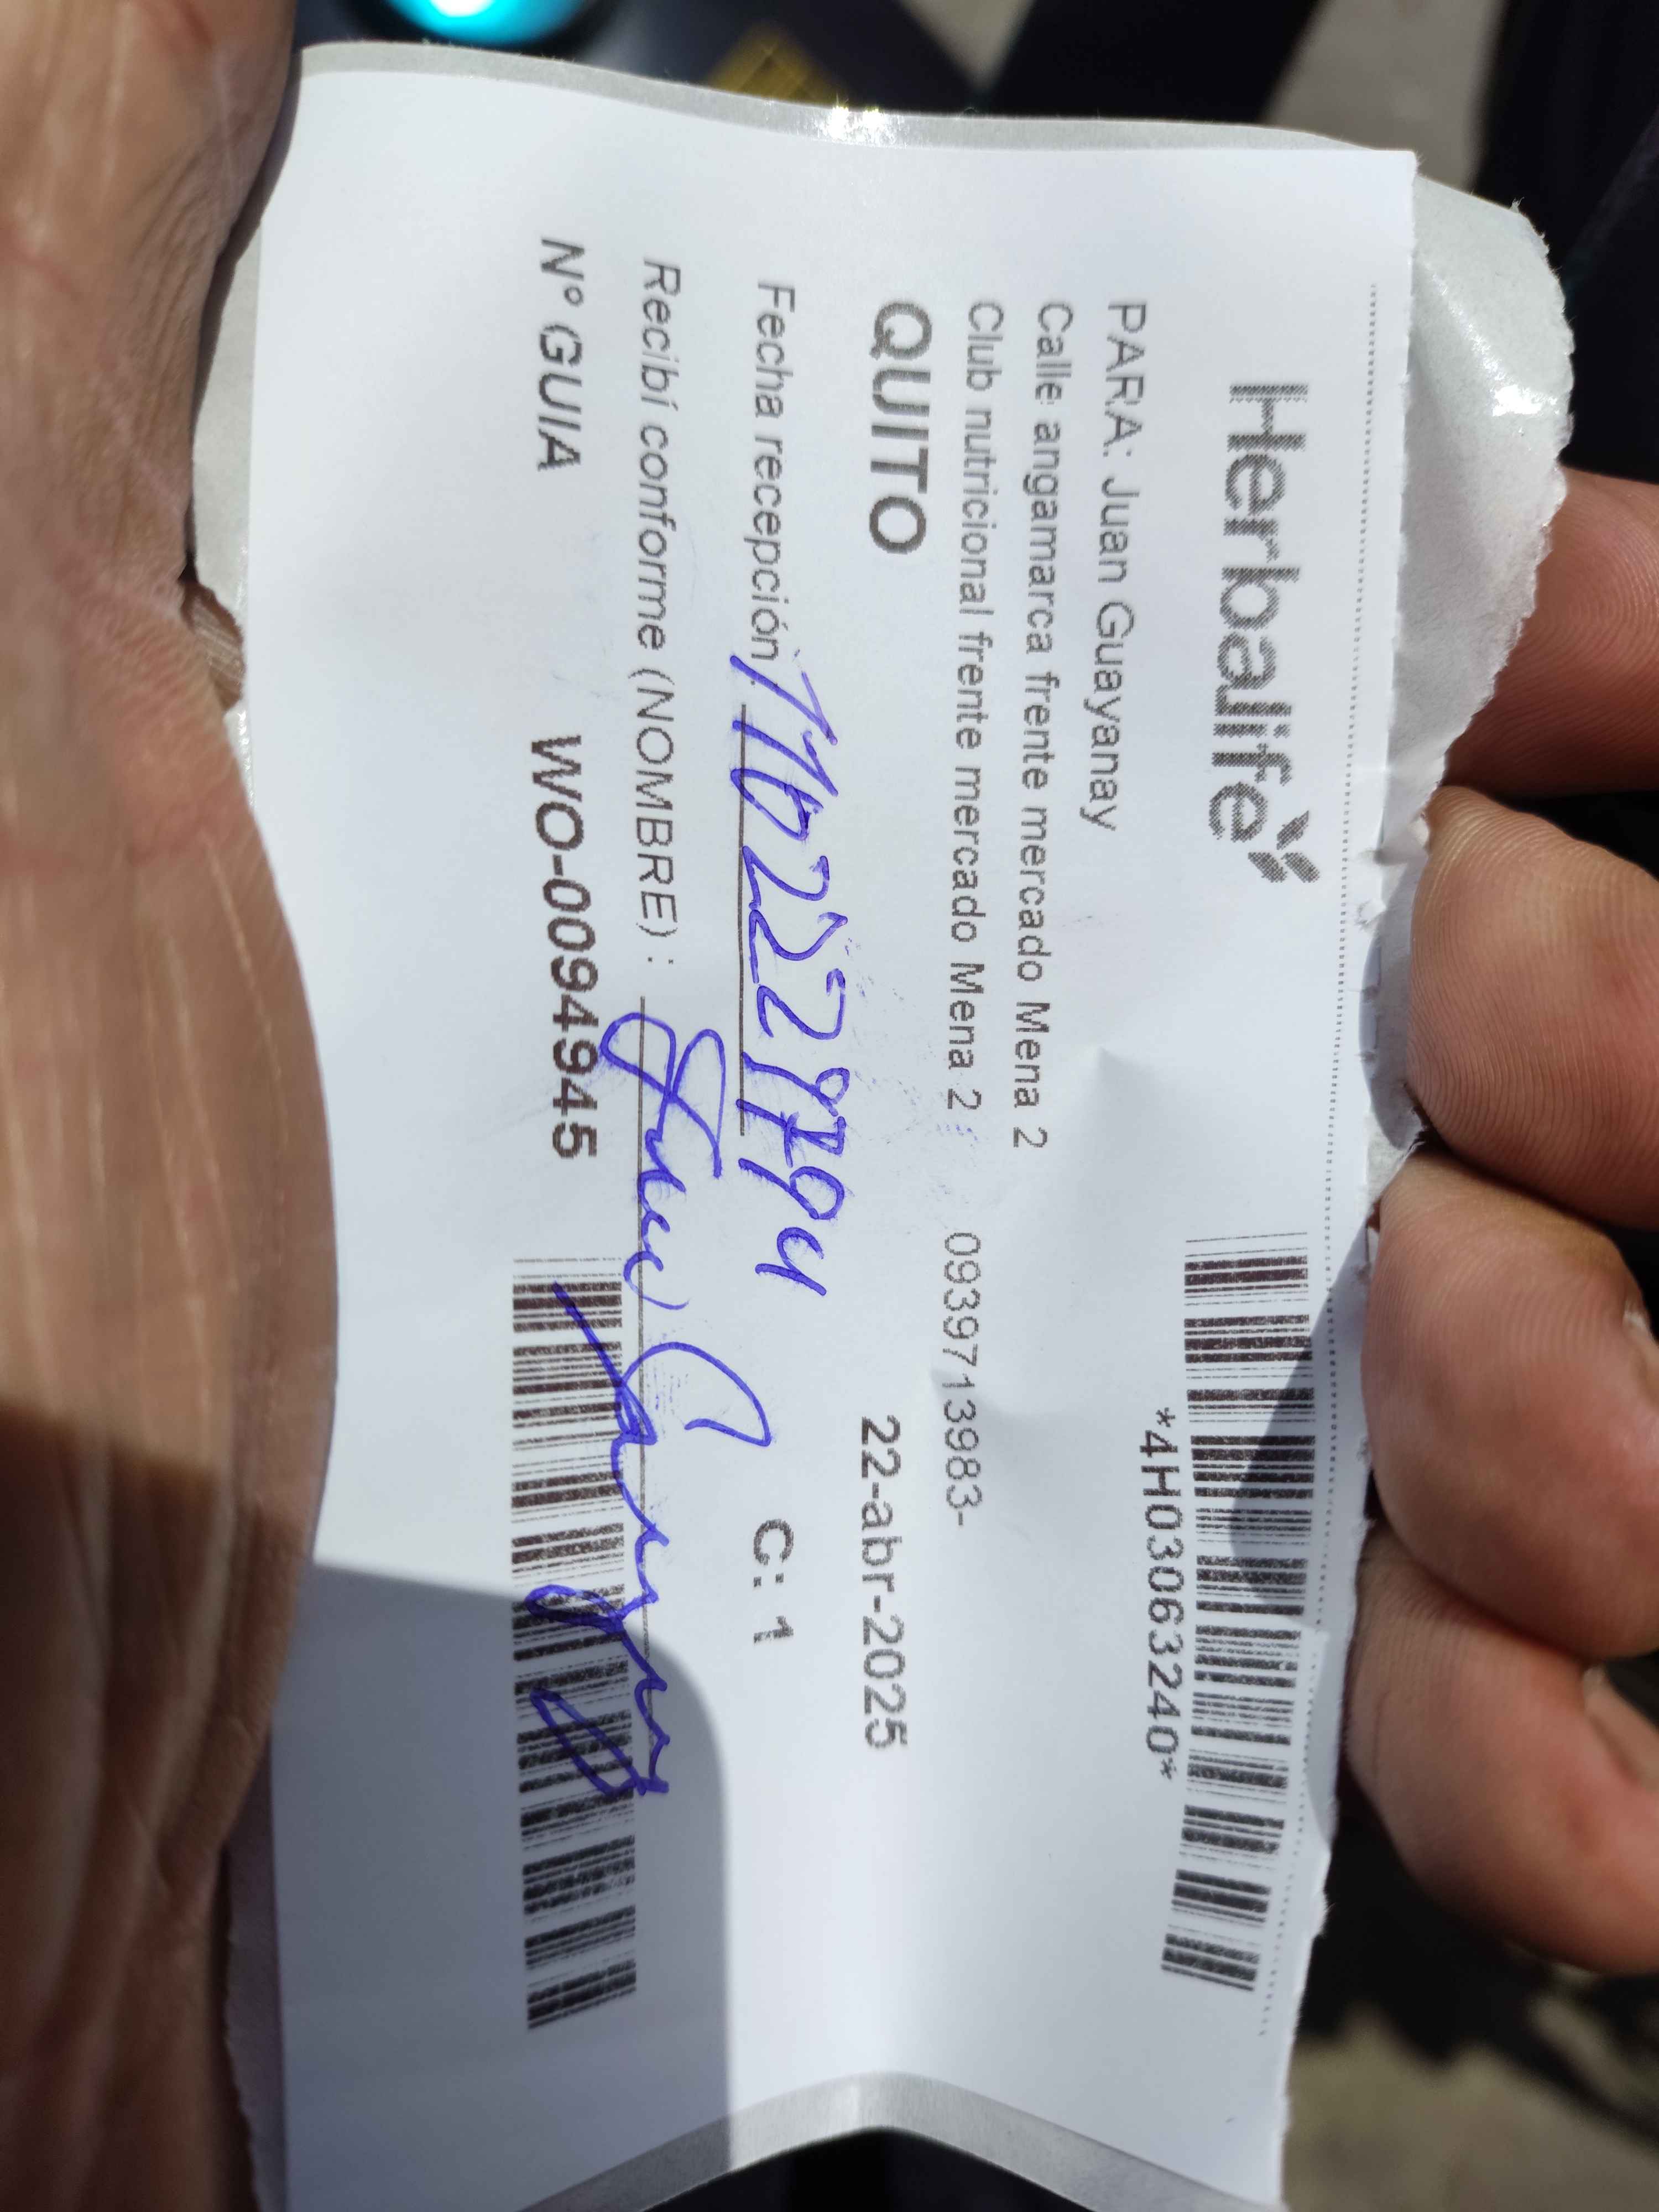 Herbalife
*4H03063240*
PARA: Juan Guayanay
Calle angamarca frente mercado Mena 2
Club nutricional frente mercado Mena 2 0939713983-
QUITO 22-abr-2025
Fecha recepción C: 1
Recibí conforme (NOMBRE) :
Nº GUIA WO-0094945